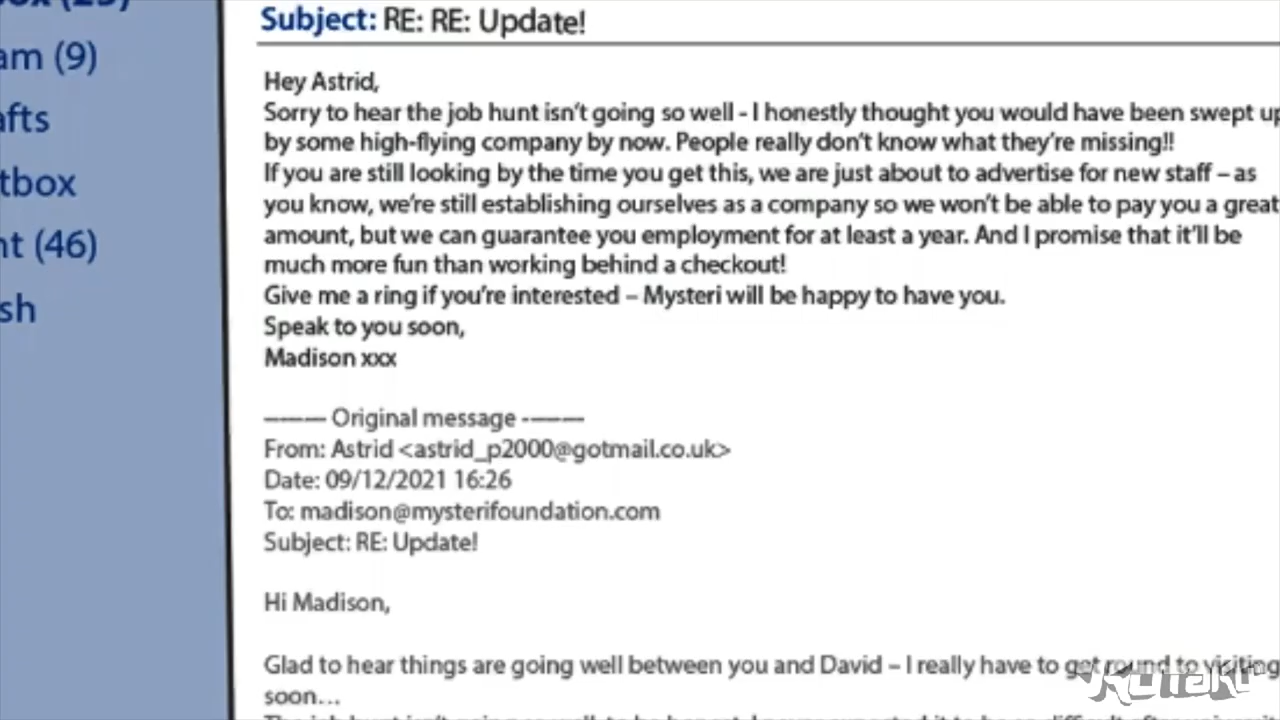 (9)
(46)
Subject: RE: RE: Update!
Hey Astrid,
Sorry to hear the job hunt isn't going so well - I honestly thought you would have been swept up
by some high-flying company by now. People really don't know what they're missing!!
If you are still looking by the time you get this, we are just about to advertise for new staff – as
you know, we're still establishing ourselves as a company so we won't be able to pay you a great
amount, but we can guarantee you employment for at least a year. And I promise that it'll be
much more fun than working behind a checkout!
Give me a ring if you're interested – Mysteri will be happy to have you.
Speak to you soon,
Madison xxx
-------- Original message --------
From: Astrid <astrid_p2000@gotmail.co.uk>
Date: 09/12/2021 16:26
To: madison@mysterifoundation.com
Subject: RE: Update!
Hi Madison,
Glad to hear things are going well between you and David – I really have to get round to visiting
soon...
KOTAKU